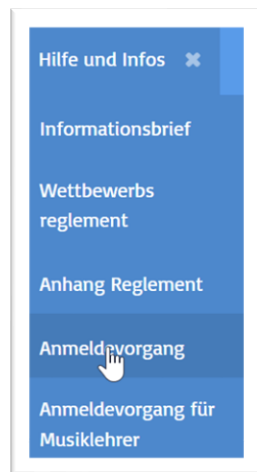 Hilfe und Infos ✖
Informationsbrief
Wettbewerbs
reglement
Anhang Reglement
Anmeldevorgang
Anmeldevorgang für
Musiklehrer